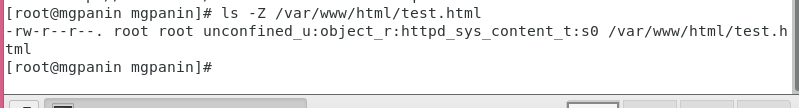 [root@mgpanin mgpanin]# ls -Z /var/www/html/test.html
-rw-r--r--. root root unconfined_u:object_r:httpd_sys_content_t:s0 /var/www/html/test.h
tml
[root@mgpanin mgpanin]#